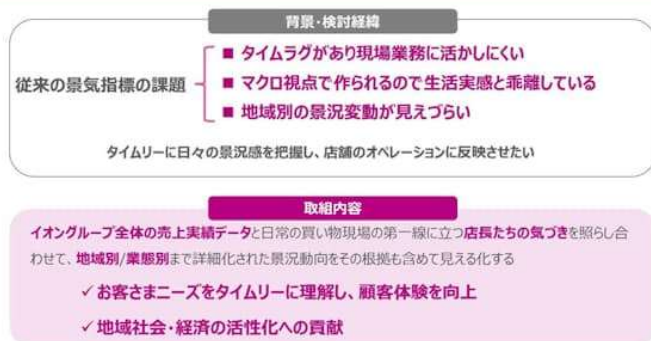 背景・検討経緯
従来の景気指標の課題
■ タイムラグがあり現場業務に活かしにくい
■ マクロ視点で作られるので生活実感と乖離している
■ 地域別の景況変動が見えづらい
タイムリーに日々の景況感を把握し、店舗のオペレーションに反映させたい
取組内容
イオングループ全体の売上実績データと日常の買い物現場の第一線に立つ店長たちの気づきを照らし合
わせて、地域別/業態別まで詳細化された景況動向をその根拠も含めて見える化する
✓ お客さまニーズをタイムリーに理解し、顧客体験を向上
✓ 地域社会・経済の活性化への貢献